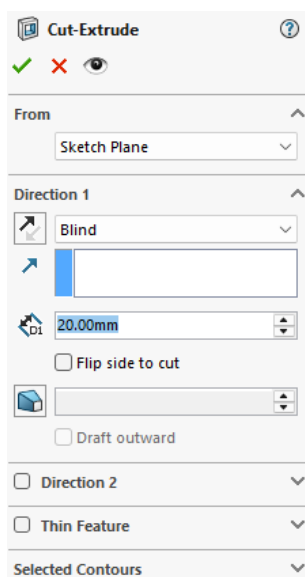 Cut-Extrude
From
Sketch Plane
Direction 1
Blind
D1
20.00mm
Flip side to cut
Draft outward
Direction 2
Thin Feature
Selected Contours